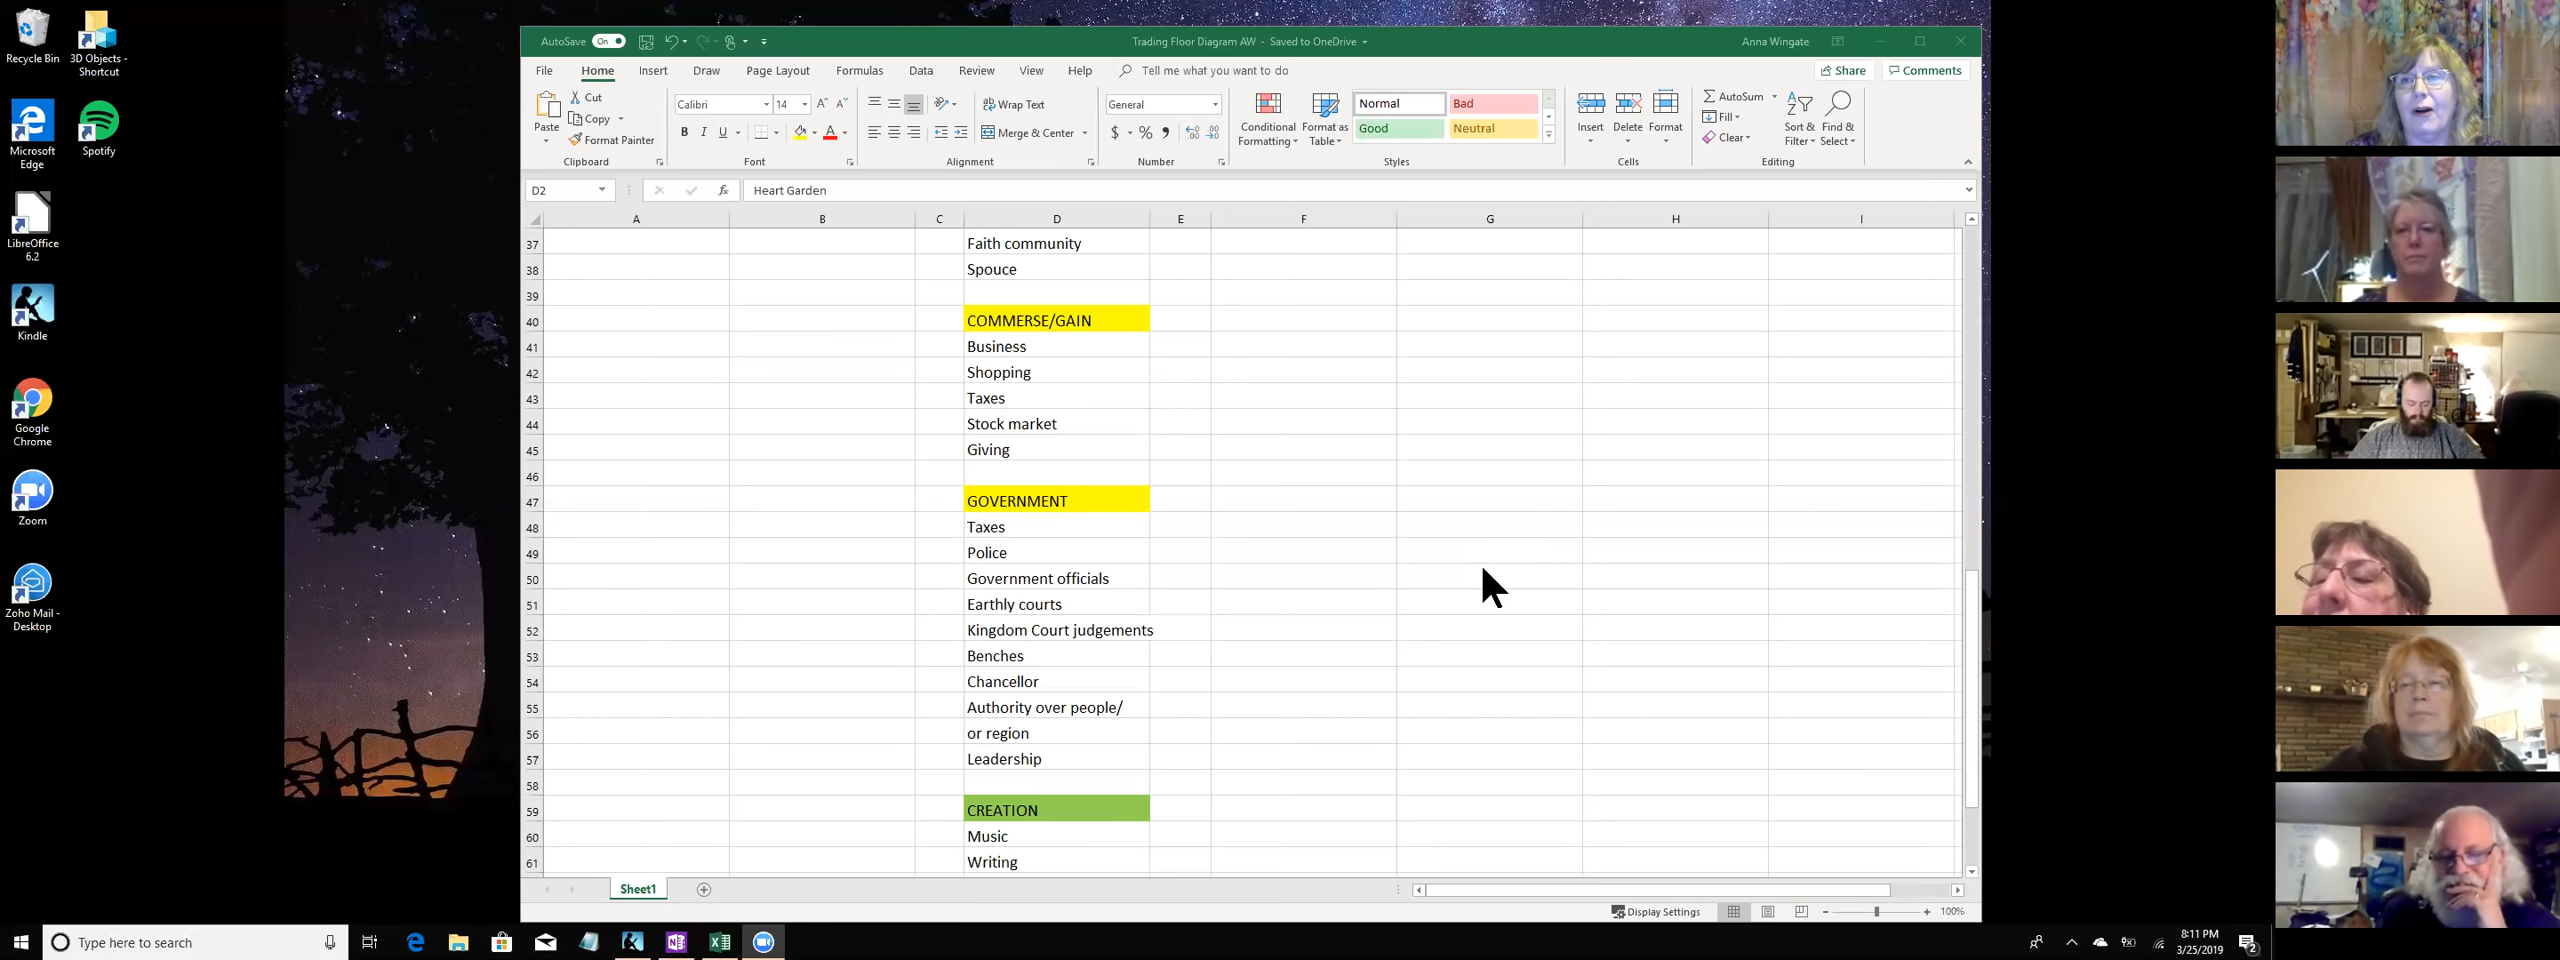 Recycle Bin
3D Objects - Shortcut
Microsoft Edge
Spotify
LibreOffice 6.2
Kindle
Google Chrome
Zoom
Zoho Mail - Desktop
AutoSave On
Trading Floor Diagram AW - Saved to OneDrive
Anna Wingate
File Home Insert Draw Page Layout Formulas Data Review View Help Tell me what you want to do Share Comments
Paste
Cut
Copy
Format Painter
Clipboard
Calibri 14
B I U
Font
Wrap Text
Merge & Center
Alignment
General
$ % ,
Number
Conditional Formatting
Format as Table
Normal Bad
Good Neutral
Styles
Insert Delete Format
Cells
AutoSum
Fill
Clear
Sort & Filter
Find & Select
Editing
D2 fx Heart Garden
A B C D E F G H I
37 Faith community
38 Spouce
39
40 COMMERSE/GAIN
41 Business
42 Shopping
43 Taxes
44 Stock market
45 Giving
46
47 GOVERNMENT
48 Taxes
49 Police
50 Government officials
51 Earthly courts
52 Kingdom Court judgements
53 Benches
54 Chancellor
55 Authority over people/
56 or region
57 Leadership
58
59 CREATION
60 Music
61 Writing
Sheet1
Display Settings 100%
Type here to search
8:11 PM
3/25/2019
2